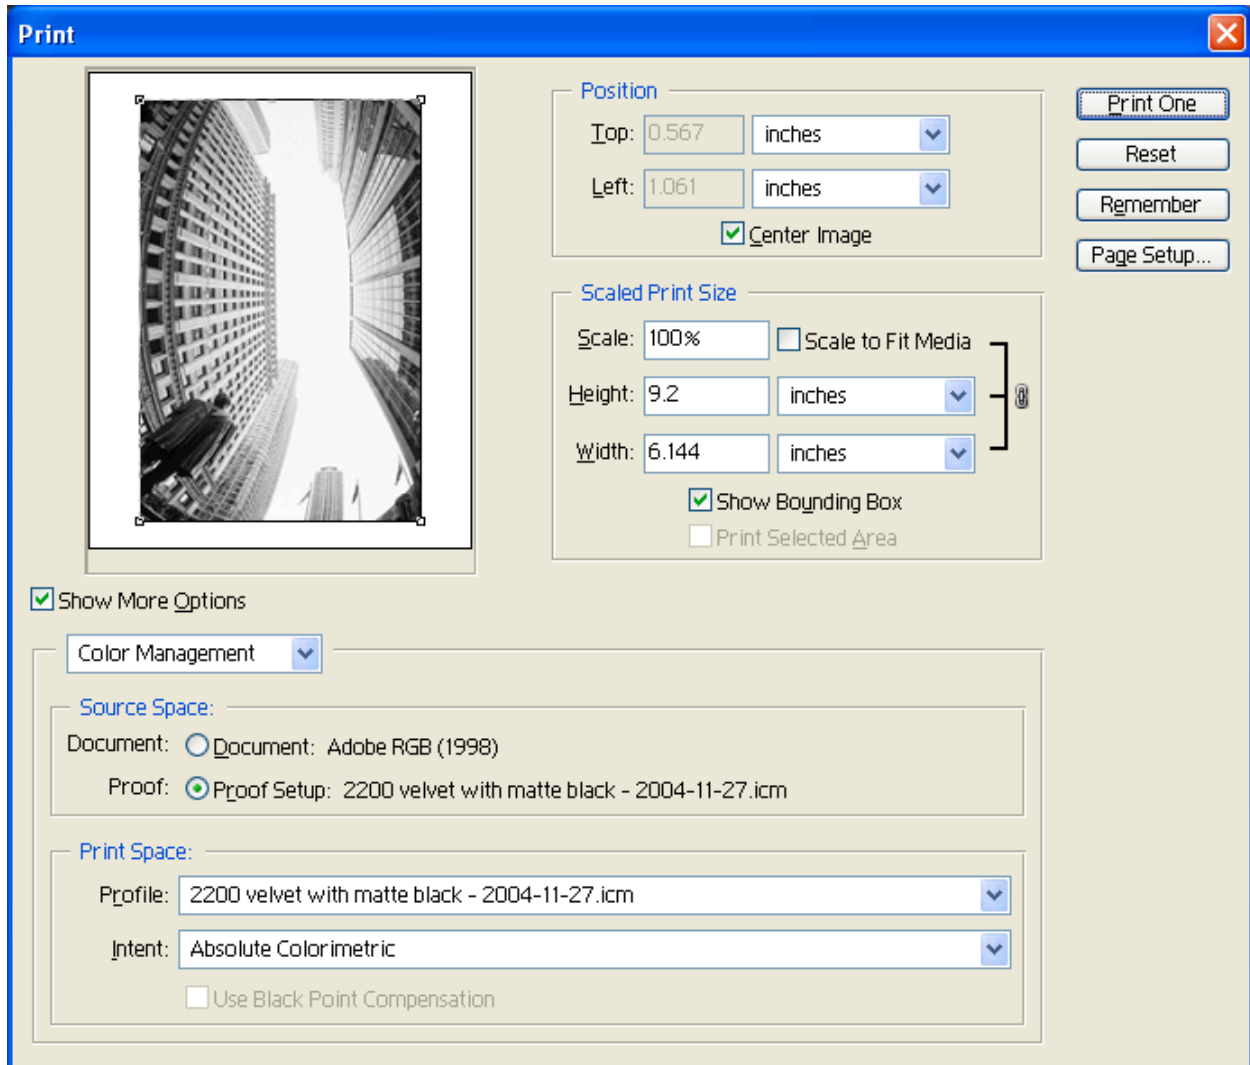 Print
Position
Top: 0.567 inches
Left: 1.061 inches
Center Image
Print One
Reset
Remember
Page Setup...
Scaled Print Size
Scale: 100% Scale to Fit Media
Height: 9.2 inches
Width: 6.144 inches
Show Bounding Box
Print Selected Area
Show More Options
Color Management
Source Space:
Document: Document: Adobe RGB (1998)
Proof: Proof Setup: 2200 velvet with matte black - 2004-11-27.icm
Print Space:
Profile: 2200 velvet with matte black - 2004-11-27.icm
Intent: Absolute Colorimetric
Use Black Point Compensation